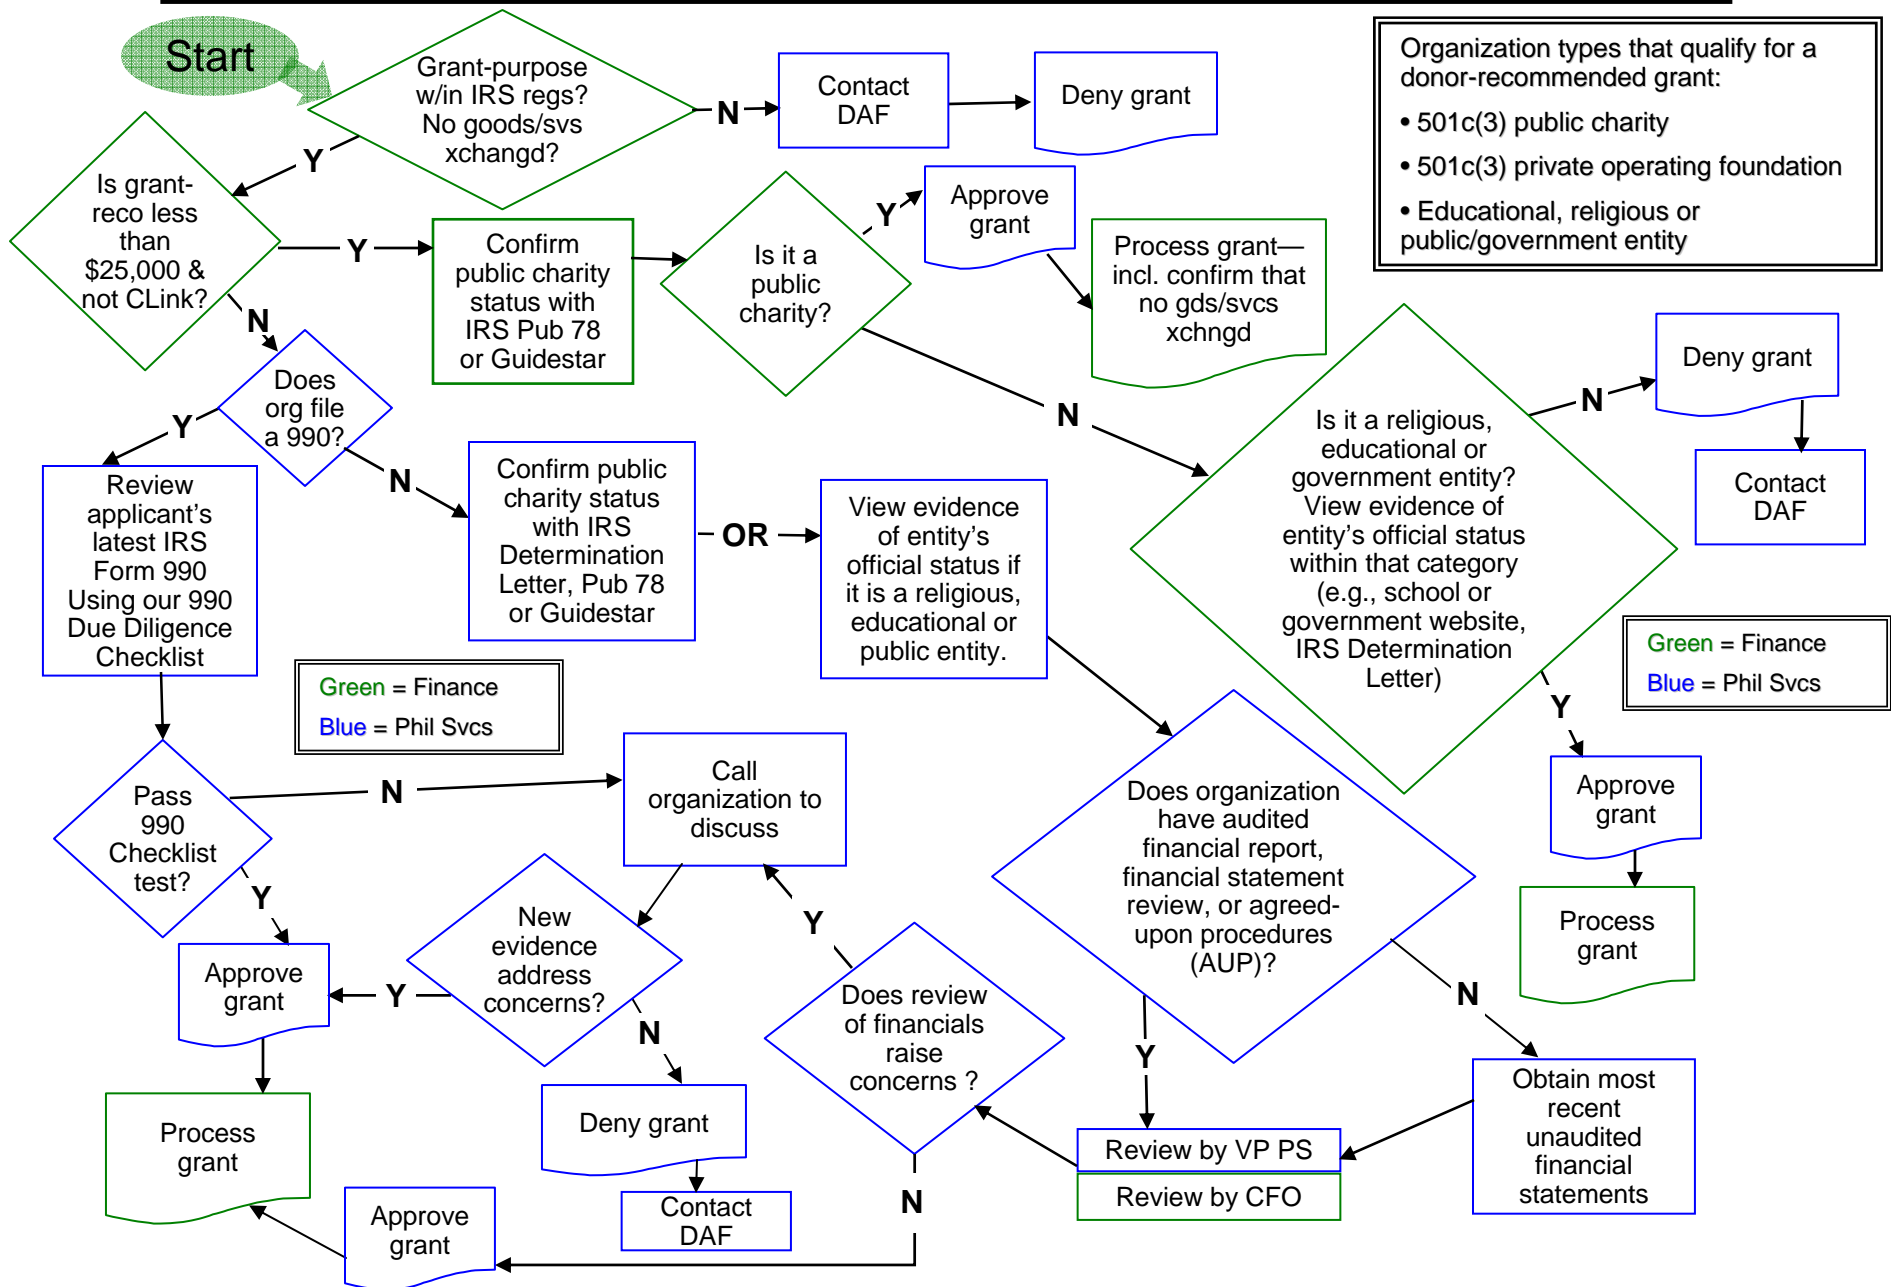 Start
Grant-purpose
w/in IRS regs?
No goods/svs
xchangd?
N
Contact
DAF
Deny grant
Organization types that qualify for a
donor-recommended grant:
• 501c(3) public charity
• 501c(3) private operating foundation
• Educational, religious or
public/government entity
Y
Is grant-
reco less
than
$25,000 &
not CLink?
Y
Confirm
public charity
status with
IRS Pub 78
or Guidestar
Is it a
public
charity?
Y
Approve
grant
Process grant—
incl. confirm that
no gds/svcs
xchngd
N
N
Does
org file
a 990?
Y
N
Review
applicant's
latest IRS
Form 990
Using our 990
Due Diligence
Checklist
Confirm public
charity status
with IRS
Determination
Letter, Pub 78
or Guidestar
OR
View evidence
of entity's
official status if
it is a religious,
educational or
public entity.
Is it a religious,
educational or
government entity?
View evidence of
entity's official status
within that category
(e.g., school or
government website,
IRS Determination
Letter)
N
Deny grant
Contact
DAF
Green = Finance
Blue = Phil Svcs
Green = Finance
Blue = Phil Svcs
Y
Approve
grant
Process
grant
Pass
990
Checklist
test?
N
Call
organization to
discuss
Does organization
have audited
financial report,
financial statement
review, or agreed-
upon procedures
(AUP)?
Y
Approve
grant
Y
New
evidence
address
concerns?
N
Y
Does review
of financials
raise
concerns ?
Y
N
Obtain most
recent
unaudited
financial
statements
Process
grant
Deny grant
Contact
DAF
Review by VP PS
Review by CFO
N
Approve
grant